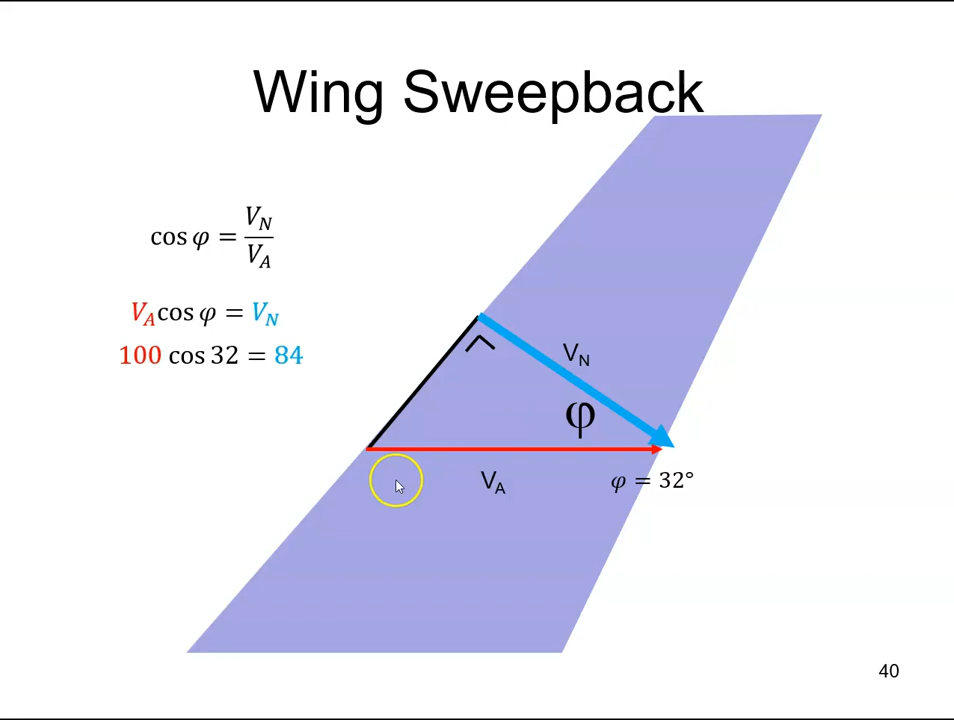 Wing Sweepback
cos φ = V_N / V_A
V_A cos φ = V_N
100 cos 32 = 84
V_N
φ
V_A
φ = 32°
40